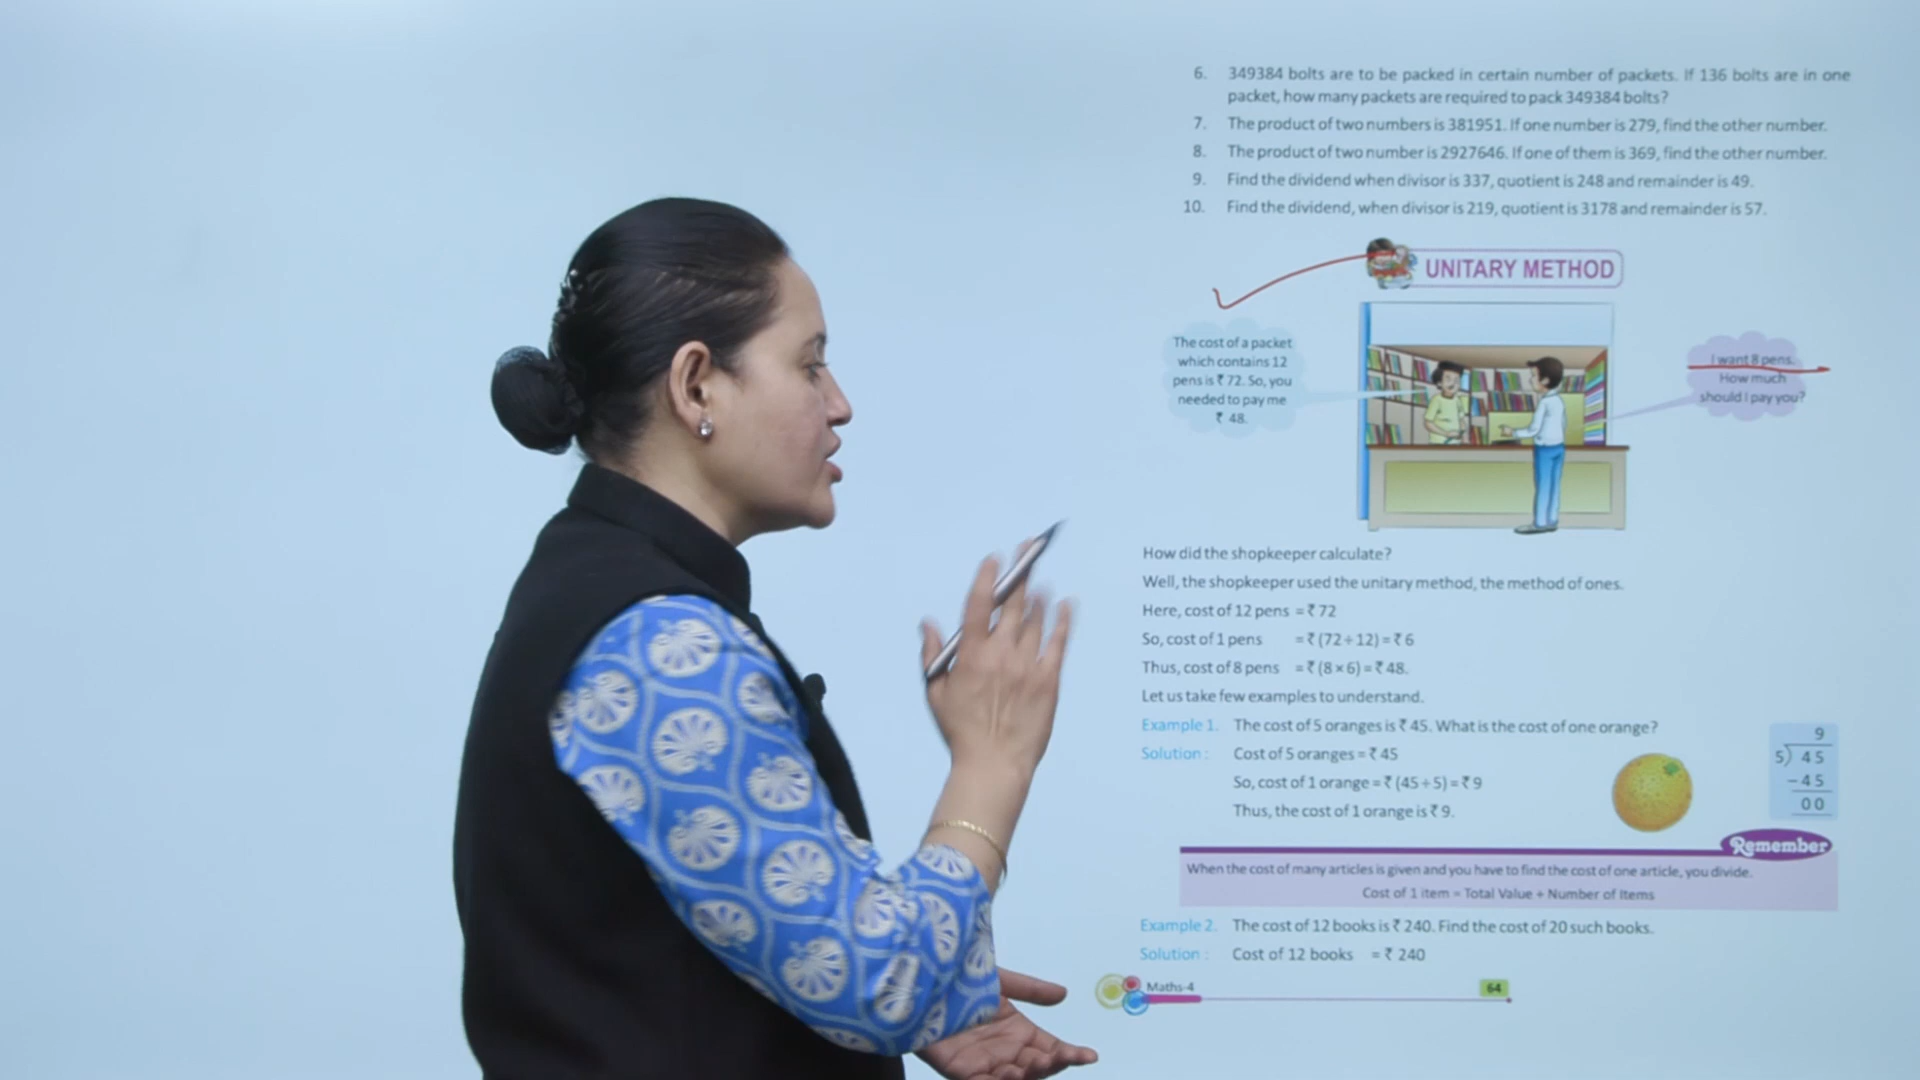 6. 349384 bolts are to be packed in certain number of packets. If 136 bolts are in one
packet, how many packets are required to pack 349384 bolts?
7. The product of two numbers is 381951. If one number is 279, find the other number.
8. The product of two number is 2927646. If one of them is 369, find the other number.
9. Find the dividend when divisor is 337, quotient is 248 and remainder is 49.
10. Find the dividend, when divisor is 219, quotient is 3178 and remainder is 57.
UNITARY METHOD
The cost of a packet
which contains 12
pens is ₹ 72. So, you
needed to pay me
₹ 48.
I want 8 pens.
How much
should I pay you?
How did the shopkeeper calculate?
Well, the shopkeeper used the unitary method, the method of ones.
Here, cost of 12 pens = ₹ 72
So, cost of 1 pens = ₹ (72 ÷ 12) = ₹ 6
Thus, cost of 8 pens = ₹ (8 × 6) = ₹ 48.
Let us take few examples to understand.
Example 1. The cost of 5 oranges is ₹ 45. What is the cost of one orange?
Solution : Cost of 5 oranges = ₹ 45
So, cost of 1 orange = ₹ (45 ÷ 5) = ₹ 9
Thus, the cost of 1 orange is ₹ 9.
9
5) 45
-45
00
Remember
When the cost of many articles is given and you have to find the cost of one article, you divide.
Cost of 1 item = Total Value ÷ Number of Items
Example 2. The cost of 12 books is ₹ 240. Find the cost of 20 such books.
Solution : Cost of 12 books = ₹ 240
Maths-4
64